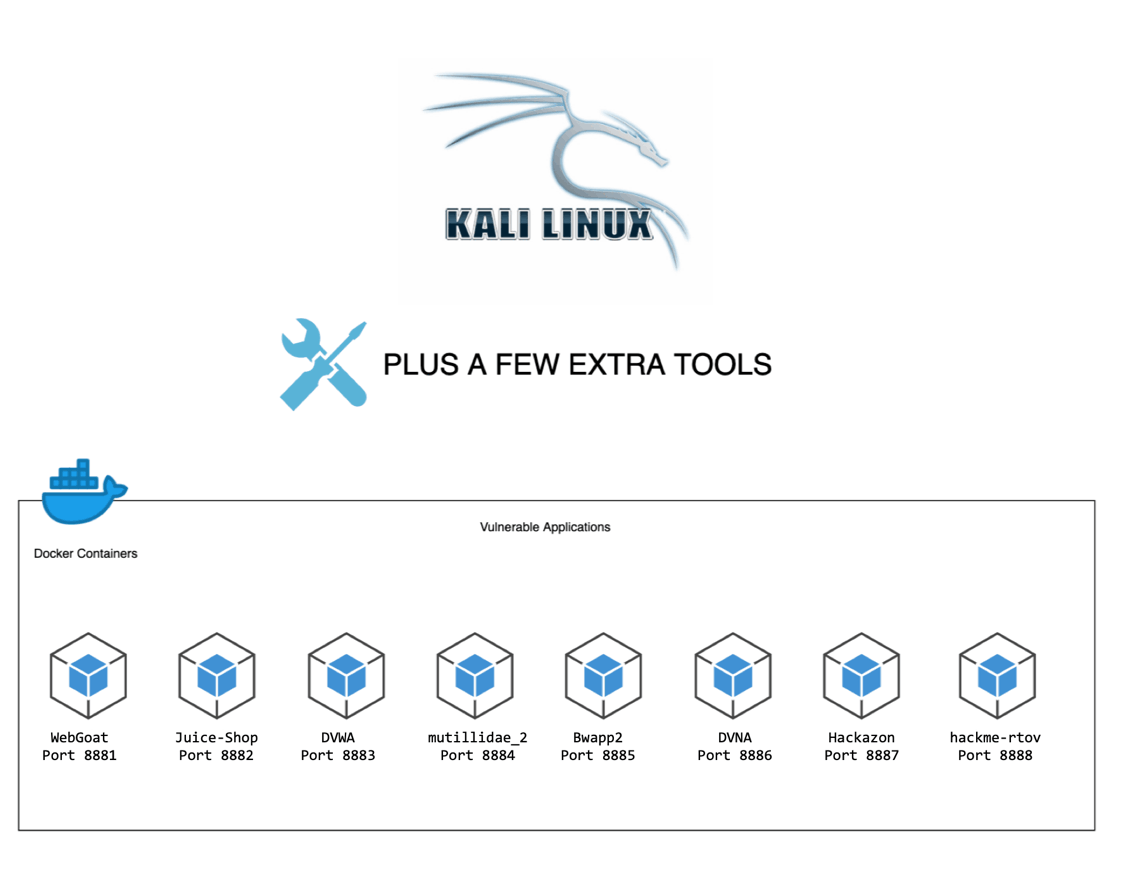 KALI LINUX
PLUS A FEW EXTRA TOOLS
Vulnerable Applications
Docker Containers
WebGoat
Port 8881
Juice-Shop
Port 8882
DVWA
Port 8883
mutillidae_2
Port 8884
Bwapp2
Port 8885
DVNA
Port 8886
Hackazon
Port 8887
hackme-rtov
Port 8888